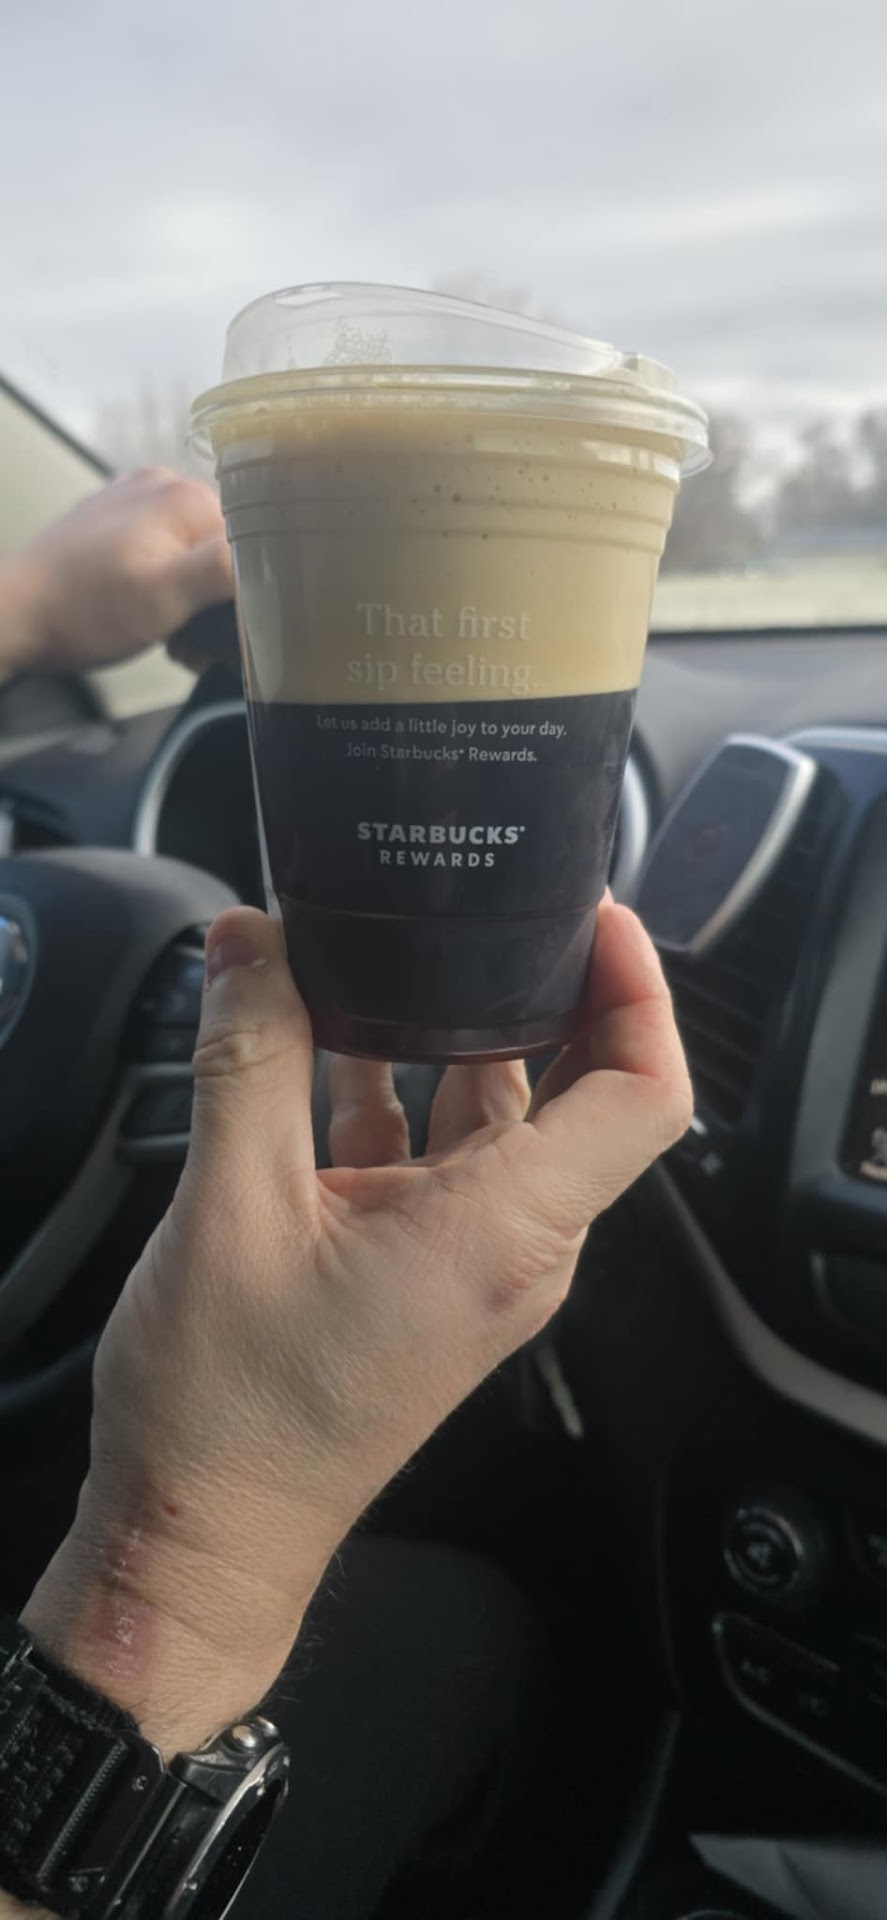 That first
sip feeling.
Let us add a little joy to your day.
Join Starbucks® Rewards.
STARBUCKS®
REWARDS